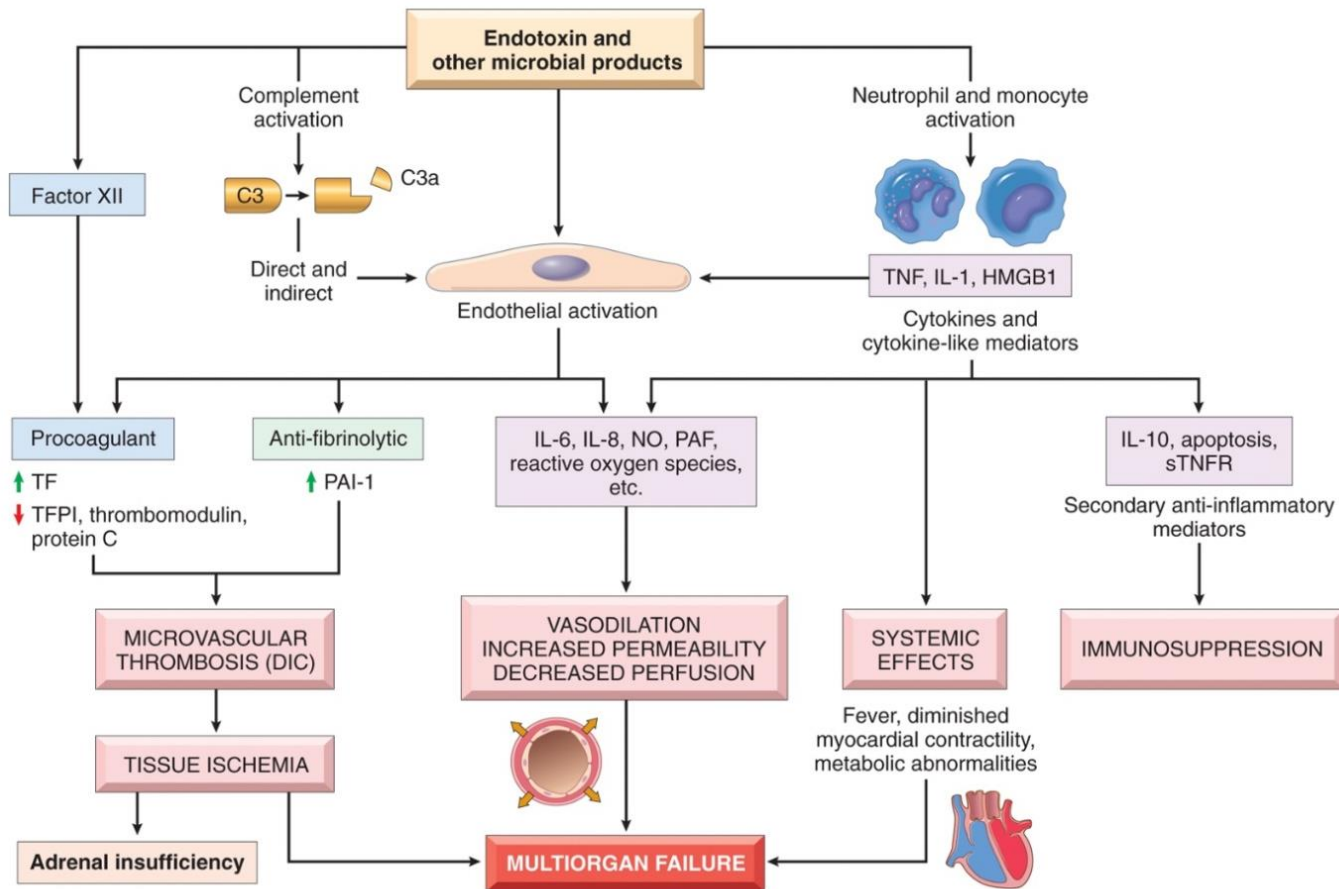 Endotoxin and
other microbial products
Complement
activation
Neutrophil and monocyte
activation
Factor XII
C3
C3a
Direct and
indirect
TNF, IL-1, HMGB1
Endothelial activation
Cytokines and
cytokine-like mediators
Procoagulant
Anti-fibrinolytic
IL-6, IL-8, NO, PAF,
reactive oxygen species,
etc.
IL-10, apoptosis,
sTNFR
TF
PAI-1
TFPI, thrombomodulin,
protein C
Secondary anti-inflammatory
mediators
MICROVASCULAR
THROMBOSIS (DIC)
VASODILATION
INCREASED PERMEABILITY
DECREASED PERFUSION
SYSTEMIC
EFFECTS
IMMUNOSUPPRESSION
TISSUE ISCHEMIA
Fever, diminished
myocardial contractility,
metabolic abnormalities
Adrenal insufficiency
MULTIORGAN FAILURE